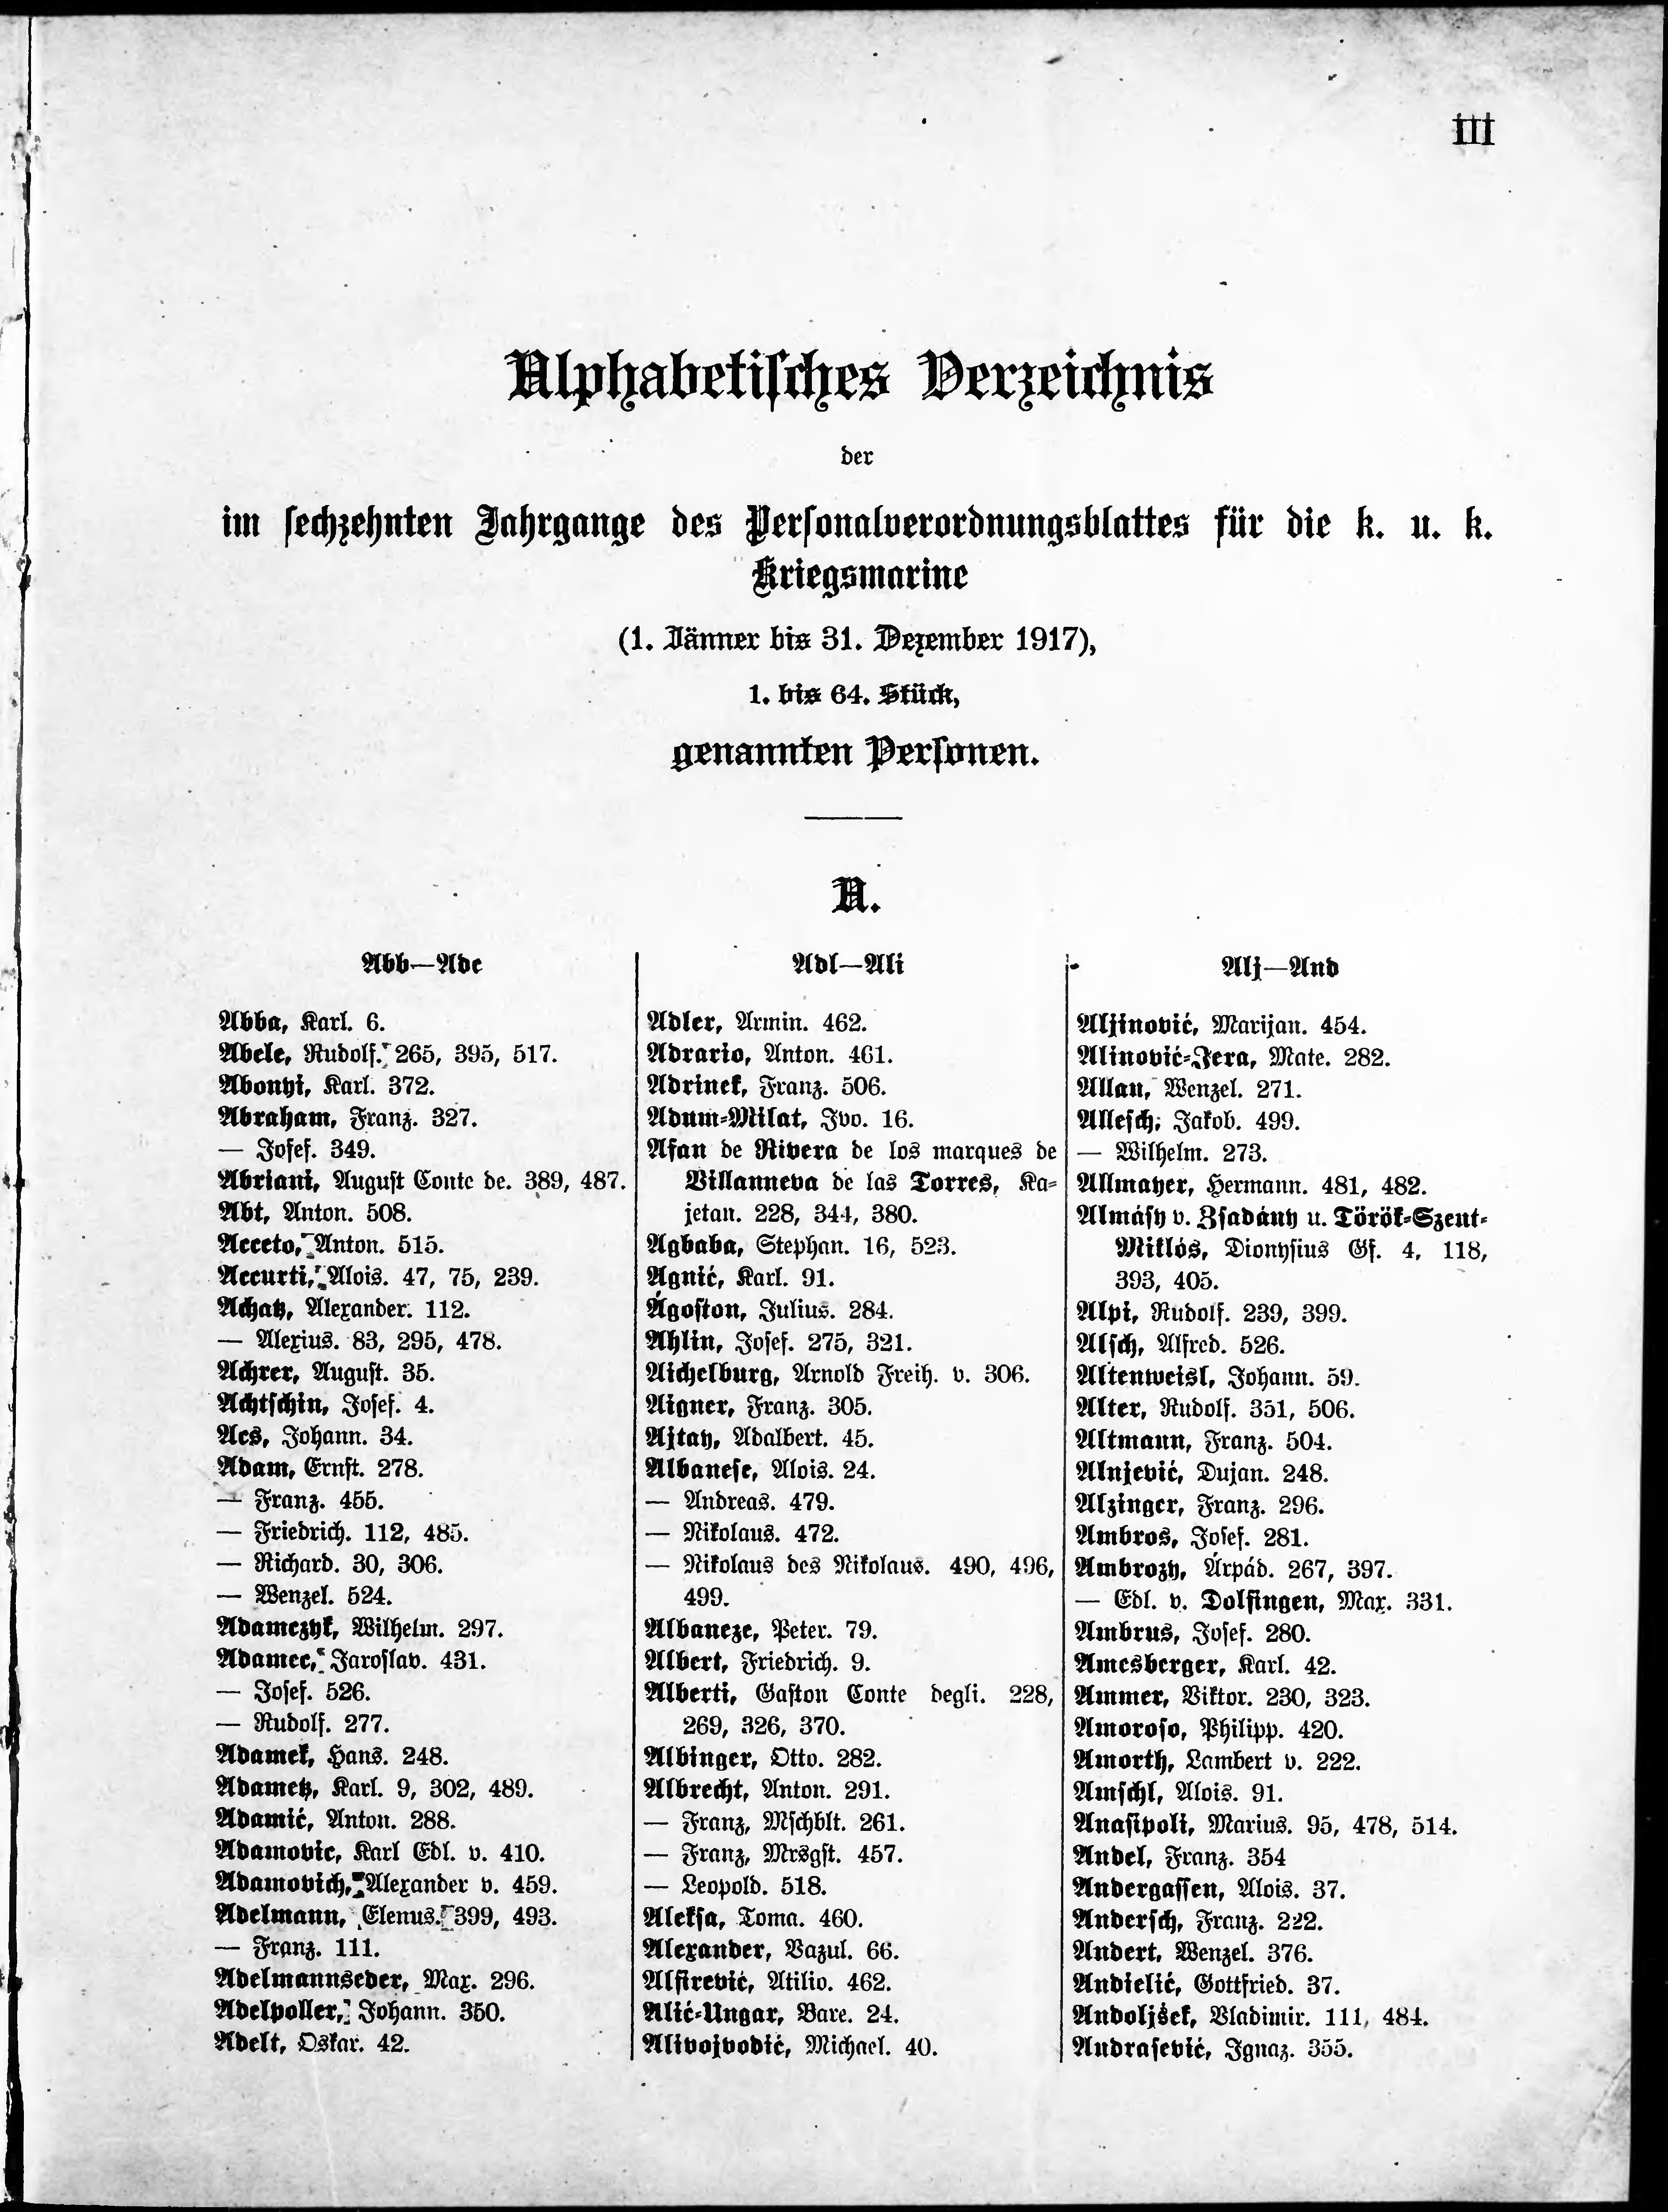 III
Alphabetisches Verzeichnis
der
im sechzehnten Jahrgange des Personalverordnungsblattes für die k. u. k.
Kriegsmarine
(1. Jänner bis 31. Dezember 1917),
1. bis 64. Stück,
genannten Personen.
A.
Abb—Ade
Abba, Karl. 6.
Abele, Rudolf. 265, 395, 517.
Abonyi, Karl. 372.
Abraham, Franz. 327.
— Josef. 349.
Abriani, August Conte de. 389, 487.
Abt, Anton. 508.
Acceto, Anton. 515.
Accurti, Alois. 47, 75, 239.
Achatz, Alexander. 112.
— Alexius. 83, 295, 478.
Achrer, August. 35.
Achtschin, Josef. 4.
Acs, Johann. 34.
Adam, Ernst. 278.
— Franz. 455.
— Friedrich. 112, 485.
— Richard. 30, 306.
— Wenzel. 524.
Adamczyk, Wilhelm. 297.
Adamec, Jaroslav. 431.
— Josef. 526.
— Rudolf. 277.
Adamek, Hans. 248.
Adametz, Karl. 9, 302, 489.
Adamić, Anton. 288.
Adamovic, Karl Edl. v. 410.
Adamovich, Alexander v. 459.
Adelmann, Elenus. 399, 493.
— Franz. 111.
Adelmannseder, Max. 296.
Adelpoller, Johann. 350.
Adelt, Oskar. 42.
Adl—Ali
Adler, Armin. 462.
Adrario, Anton. 461.
Adrinek, Franz. 506.
Adum-Milat, Ivo. 16.
Afan de Rivera de los marques de
Villanneva de las Torres, Ka-
jetan. 228, 344, 380.
Agbaba, Stephan. 16, 523.
Agnić, Karl. 91.
Ágoston, Julius. 284.
Ahlin, Josef. 275, 321.
Aichelburg, Arnold Freih. v. 306.
Aigner, Franz. 305.
Ajtay, Adalbert. 45.
Albanese, Alois. 24.
— Andreas. 479.
— Nikolaus. 472.
— Nikolaus des Nikolaus. 490, 496,
499.
Albaneze, Peter. 79.
Albert, Friedrich. 9.
Alberti, Gaston Conte degli. 228,
269, 326, 370.
Albinger, Otto. 282.
Albrecht, Anton. 291.
— Franz, Mschblt. 261.
— Franz, Mrsgst. 457.
— Leopold. 518.
Aleksa, Toma. 460.
Alexander, Vazul. 66.
Alfirević, Atilio. 462.
Alić-Ungar, Bare. 24.
Alivojvodić, Michael. 40.
Alj—And
Aljinović, Marijan. 454.
Alinović-Jera, Mate. 282.
Allan, Wenzel. 271.
Allesch, Jakob. 499.
— Wilhelm. 273.
Allmayer, Hermann. 481, 482.
Almásy v. Zsadány u. Török-Szent-
Miklós, Dionysius Gf. 4, 118,
393, 405.
Alpi, Rudolf. 239, 399.
Alsch, Alfred. 526.
Altenweisl, Johann. 59.
Alter, Rudolf. 351, 506.
Altmann, Franz. 504.
Alujević, Dujan. 248.
Alzinger, Franz. 296.
Ambros, Josef. 281.
Ambrozy, Árpád. 267, 397.
— Edl. v. Dolfingen, Max. 331.
Ambrus, Josef. 280.
Amesberger, Karl. 42.
Ammer, Viktor. 230, 323.
Amoroso, Philipp. 420.
Amorth, Lambert v. 222.
Amschl, Alois. 91.
Anasipoli, Marius. 95, 478, 514.
Andel, Franz. 354
Andergassen, Alois. 37.
Andersch, Franz. 222.
Andert, Wenzel. 376.
Andielić, Gottfried. 37.
Andoljšek, Vladimir. 111, 484.
Andrasević, Ignaz. 355.